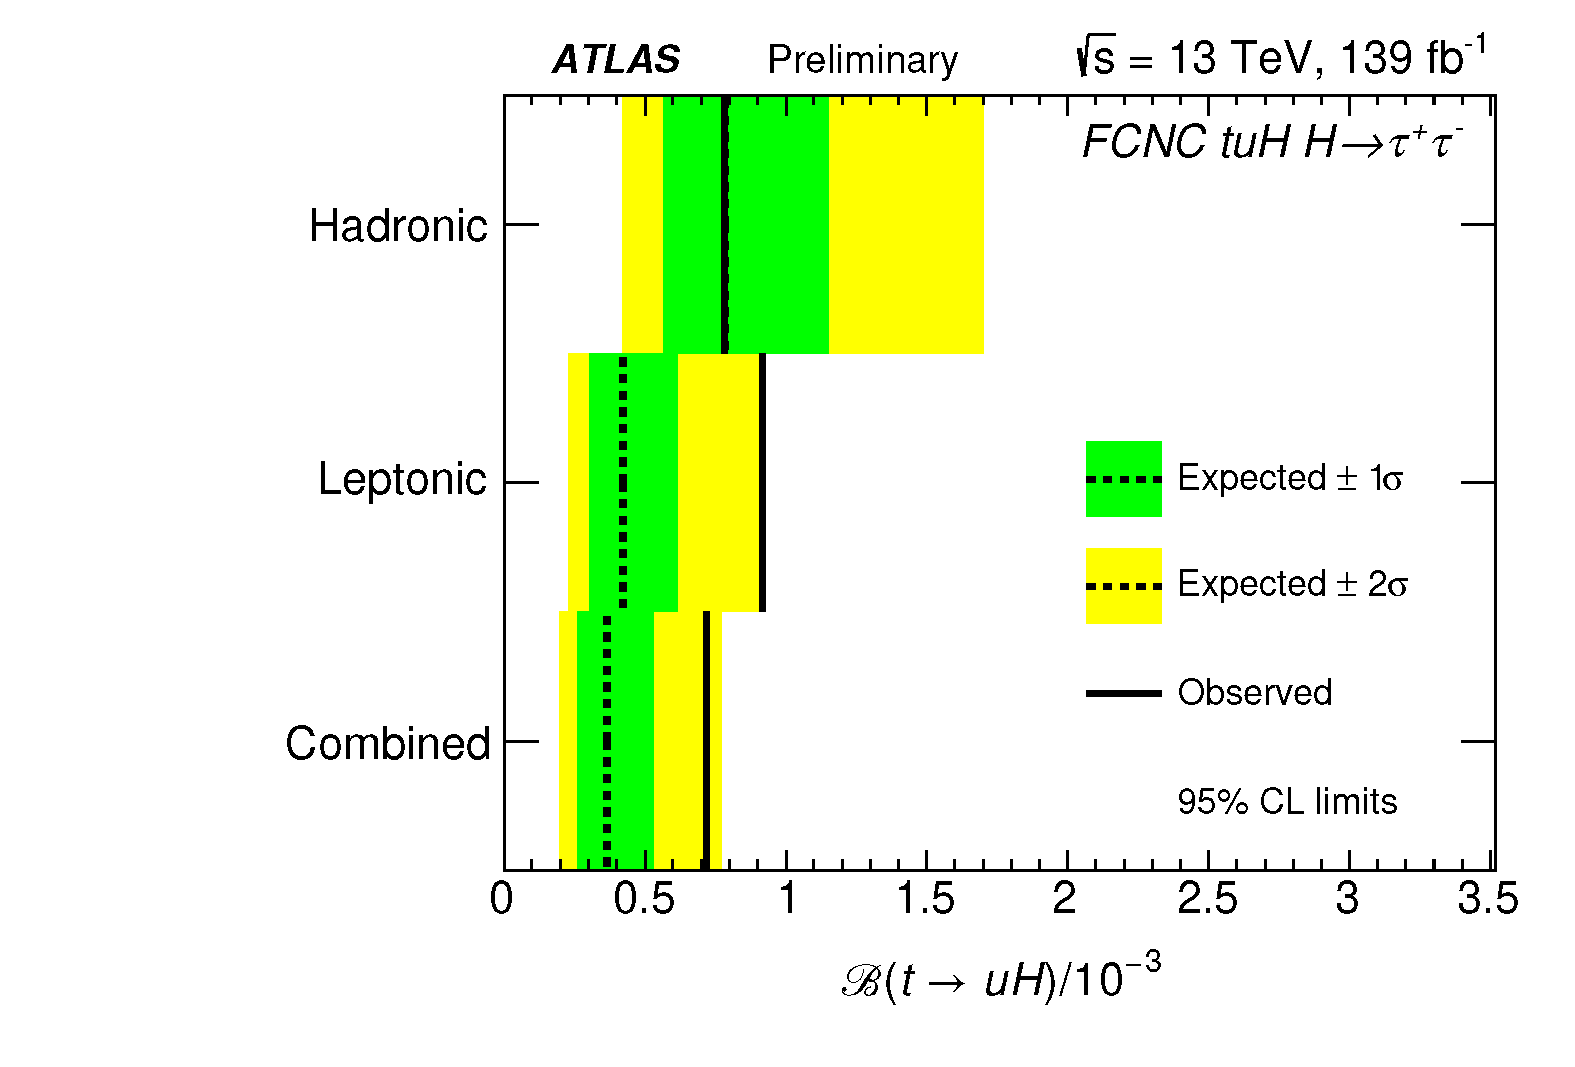 ATLAS Preliminary √s = 13 TeV, 139 fb⁻¹
FCNC tuH H→τ⁺τ⁻
Hadronic
Leptonic
Combined
Expected ± 1σ
Expected ± 2σ
Observed
95% CL limits
0 0.5 1 1.5 2 2.5 3 3.5
ℬ(t → uH)/10⁻³